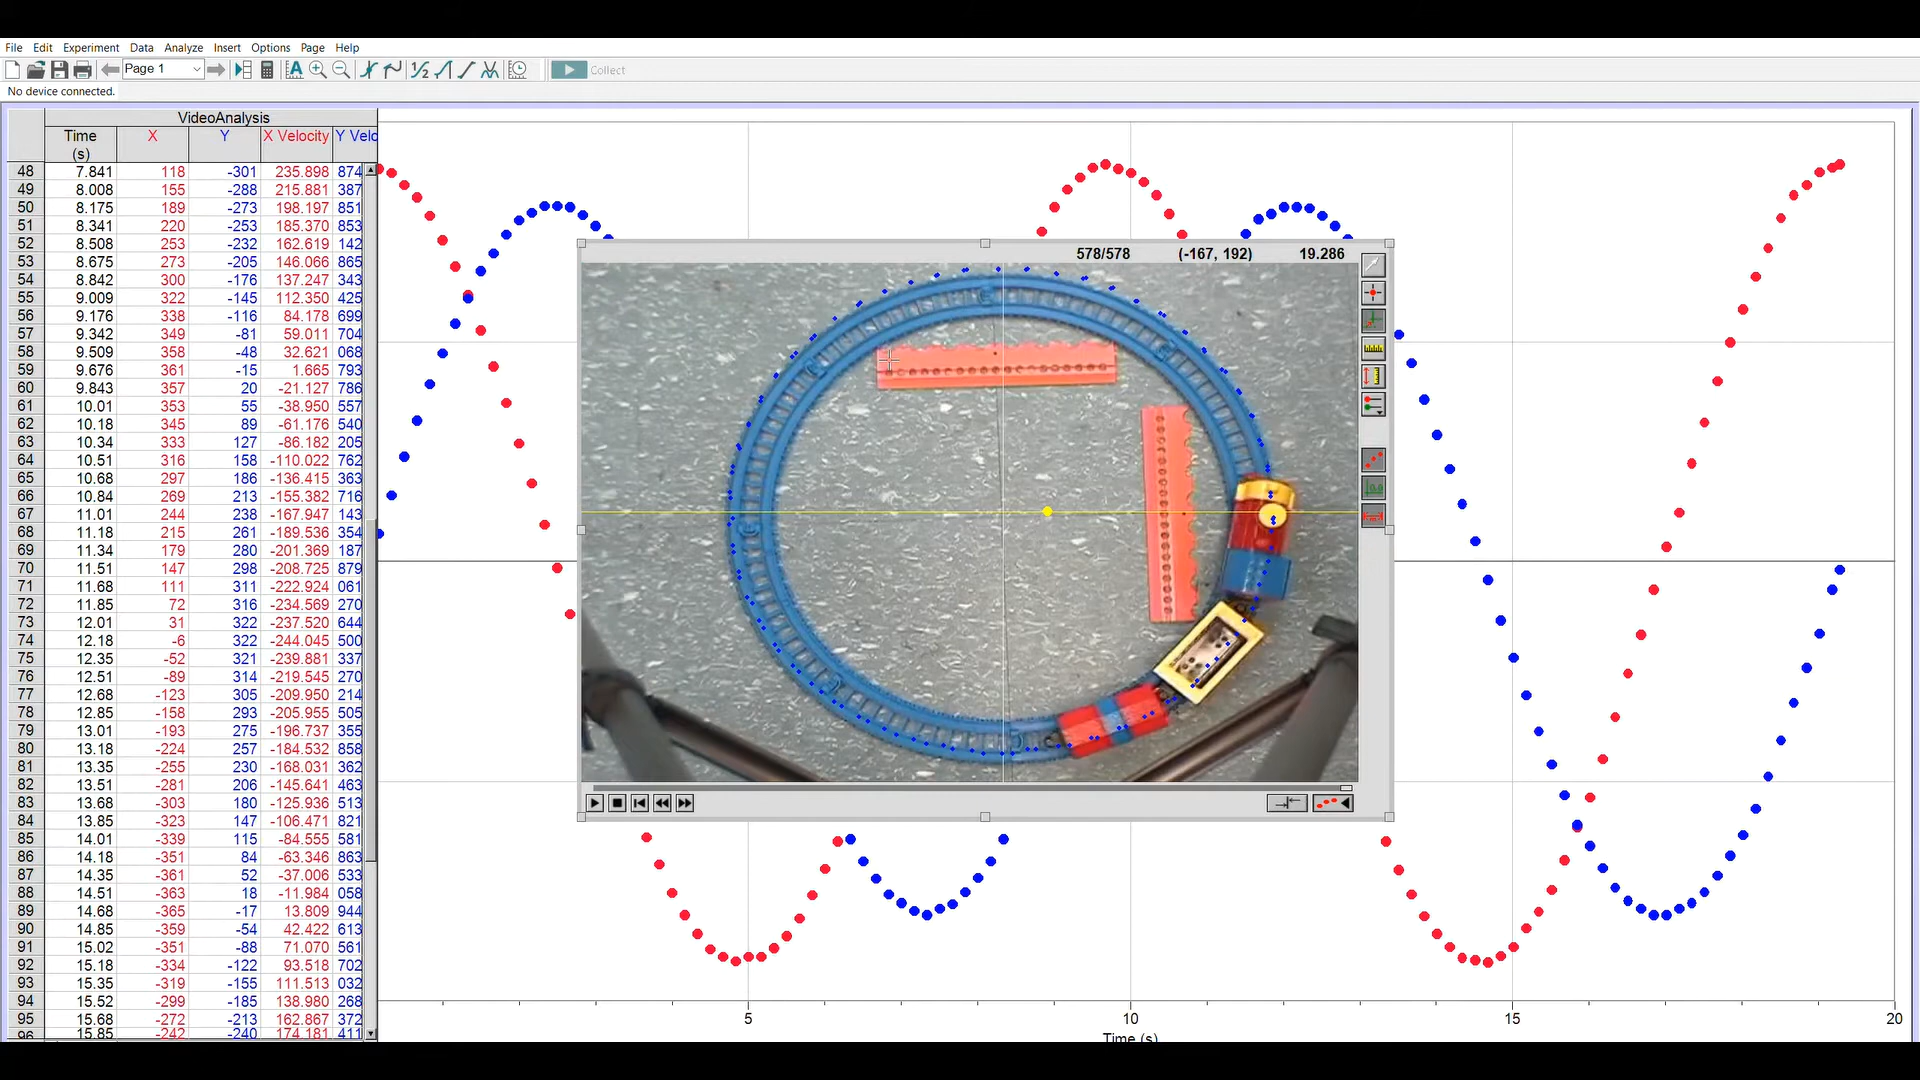 File Edit Experiment Data Analyze Insert Options Page Help
Page 1 Collect
No device connected.
VideoAnalysis
Time (s) X Y X Velocity Y Velc
48 7.841 118 -301 235.898 874
49 8.008 155 -288 215.881 387
50 8.175 189 -273 198.197 851
51 8.341 220 -253 185.370 853
52 8.508 253 -232 162.619 142
53 8.675 273 -205 146.066 865
54 8.842 300 -176 137.247 343
55 9.009 322 -145 112.350 425
56 9.176 338 -116 84.178 699
57 9.342 349 -81 59.011 704
58 9.509 358 -48 32.621 068
59 9.676 361 -15 1.665 793
60 9.843 357 20 -21.127 786
61 10.01 353 55 -38.950 557
62 10.18 345 89 -61.176 540
63 10.34 333 127 -86.182 205
64 10.51 316 158 -110.022 762
65 10.68 297 186 -136.415 363
66 10.84 269 213 -155.382 716
67 11.01 244 238 -167.947 143
68 11.18 215 261 -189.536 354
69 11.34 179 280 -201.369 187
70 11.51 147 298 -208.725 879
71 11.68 111 311 -222.924 061
72 11.85 72 316 -234.569 270
73 12.01 31 322 -237.520 644
74 12.18 -6 322 -244.045 500
75 12.35 -52 321 -239.881 337
76 12.51 -89 314 -219.545 270
77 12.68 -123 305 -209.950 214
78 12.85 -158 293 -205.955 505
79 13.01 -193 275 -196.737 355
80 13.18 -224 257 -184.532 858
81 13.35 -255 230 -168.031 362
82 13.51 -281 206 -145.641 463
83 13.68 -303 180 -125.936 513
84 13.85 -323 147 -106.471 821
85 14.01 -339 115 -84.555 581
86 14.18 -351 84 -63.346 863
87 14.35 -361 52 -37.006 533
88 14.51 -363 18 -11.984 058
89 14.68 -365 -17 13.809 944
90 14.85 -359 -54 42.422 613
91 15.02 -351 -88 71.070 561
92 15.18 -334 -122 93.518 702
93 15.35 -319 -155 111.513 032
94 15.52 -299 -185 138.980 268
95 15.68 -272 -213 162.867 372
96 15.85 -242 -240 174.181 411
578/578 (-167, 192) 19.286
5 10 15 20
Time (s)